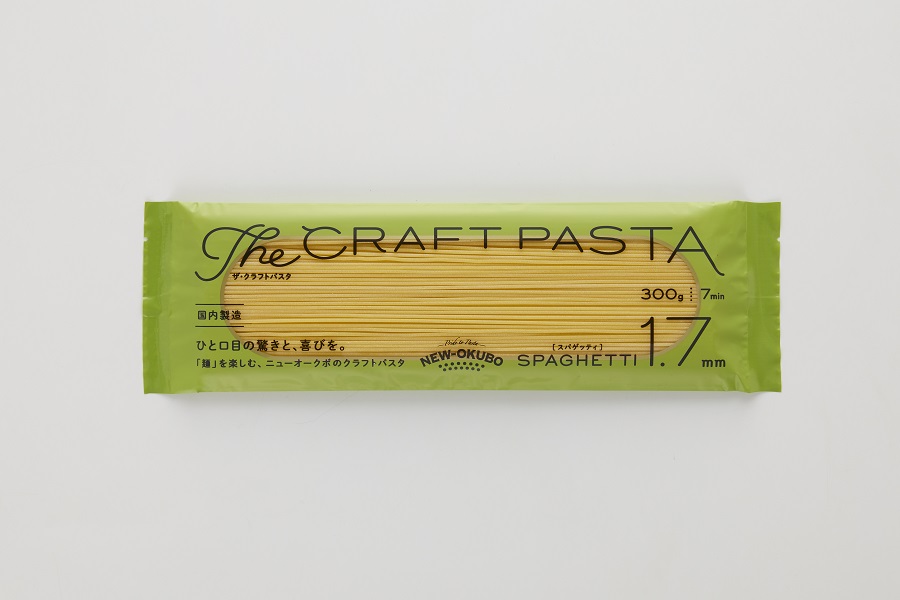 The CRAFT PASTA
ザ・クラフトパスタ
300g 7min
国内製造
ひと口目の驚きと、喜びを。
「麺」を楽しむ、ニューオークボのクラフトパスタ
Pride to Pasta
NEW-OKUBO
[スパゲッティ]
SPAGHETTI 1.7mm